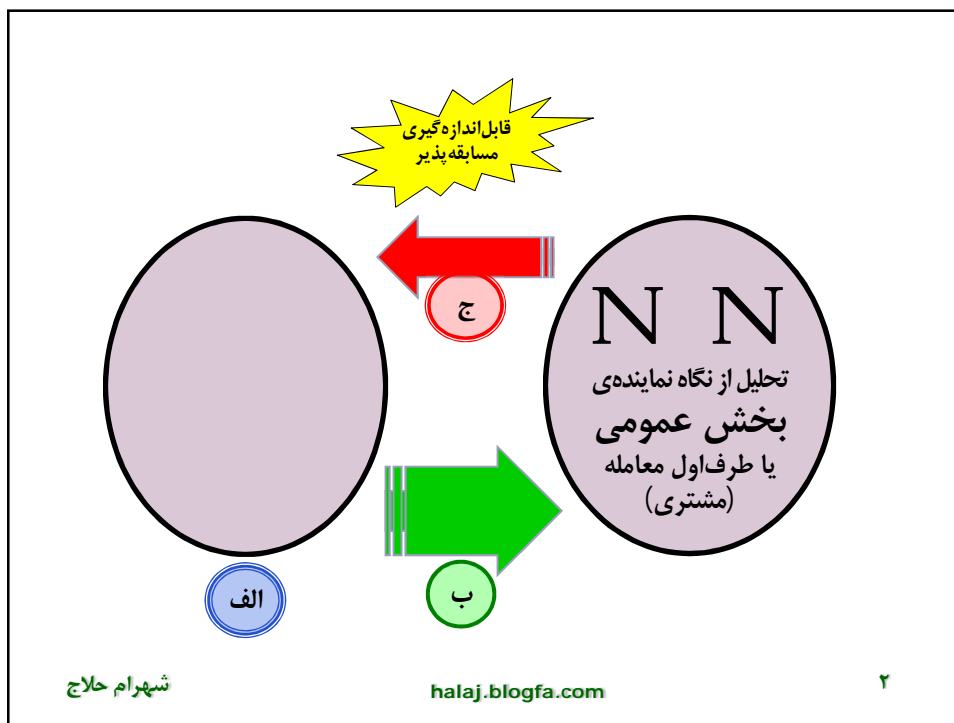 قابل‌اندازه‌گیری
مسابقه‌پذیر
ج
N N
تحلیل از نگاه نماینده‌ی
بخش عمومی
یا طرف‌اول معامله
(مشتری)
الف
ب
شهرام حلاج
halaj.blogfa.com
۲